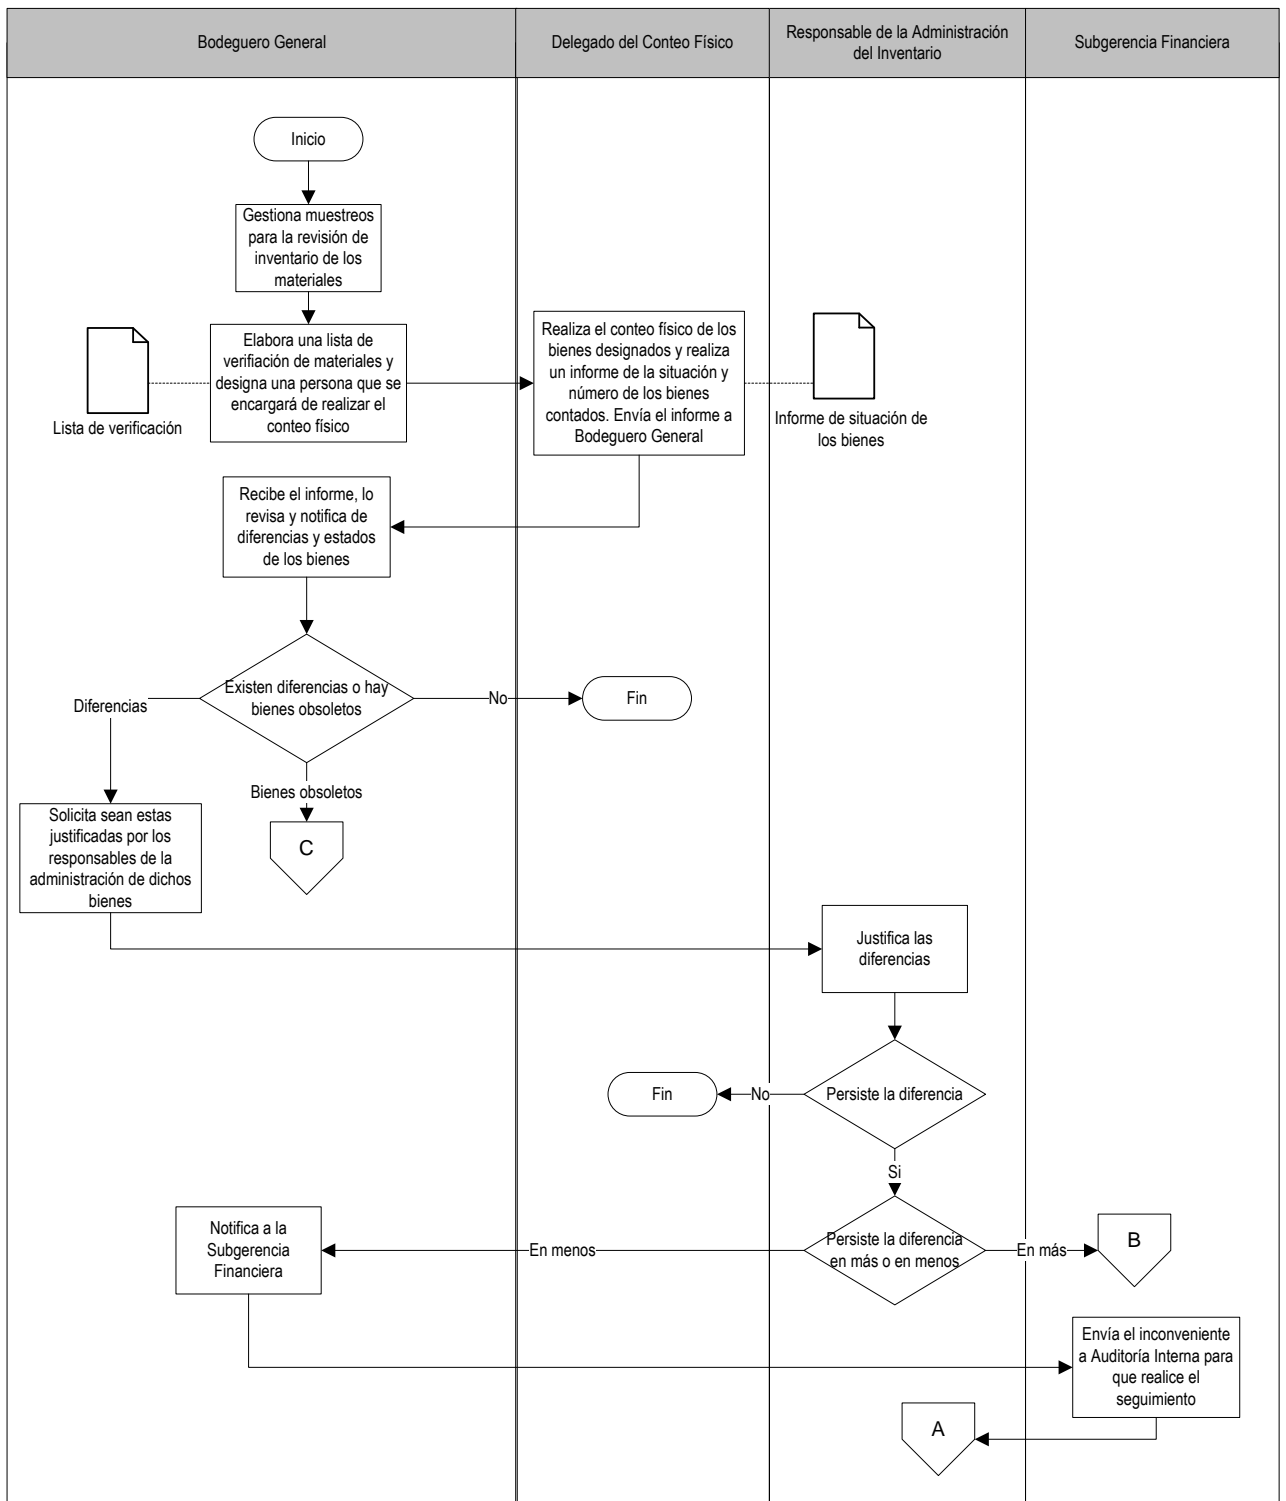 Bodeguero General
Delegado del Conteo Físico
Responsable de la Administración
del Inventario
Subgerencia Financiera
Inicio
Gestiona muestreos
para la revisión de
inventario de los
materiales
Elabora una lista de
verifiación de materiales y
designa una persona que se
encargará de realizar el
conteo físico
Lista de verificación
Realiza el conteo físico de los
bienes designados y realiza
un informe de la situación y
número de los bienes
contados. Envía el informe a
Bodeguero General
Informe de situación de
los bienes
Recibe el informe, lo
revisa y notifica de
diferencias y estados
de los bienes
Existen diferencias o hay
bienes obsoletos
No
Fin
Diferencias
Bienes obsoletos
C
Solicita sean estas
justificadas por los
responsables de la
administración de dichos
bienes
Justifica las
diferencias
Persiste la diferencia
No
Fin
Si
Persiste la diferencia
en más o en menos
En más
B
En menos
Notifica a la
Subgerencia
Financiera
Envía el inconveniente
a Auditoría Interna para
que realice el
seguimiento
A